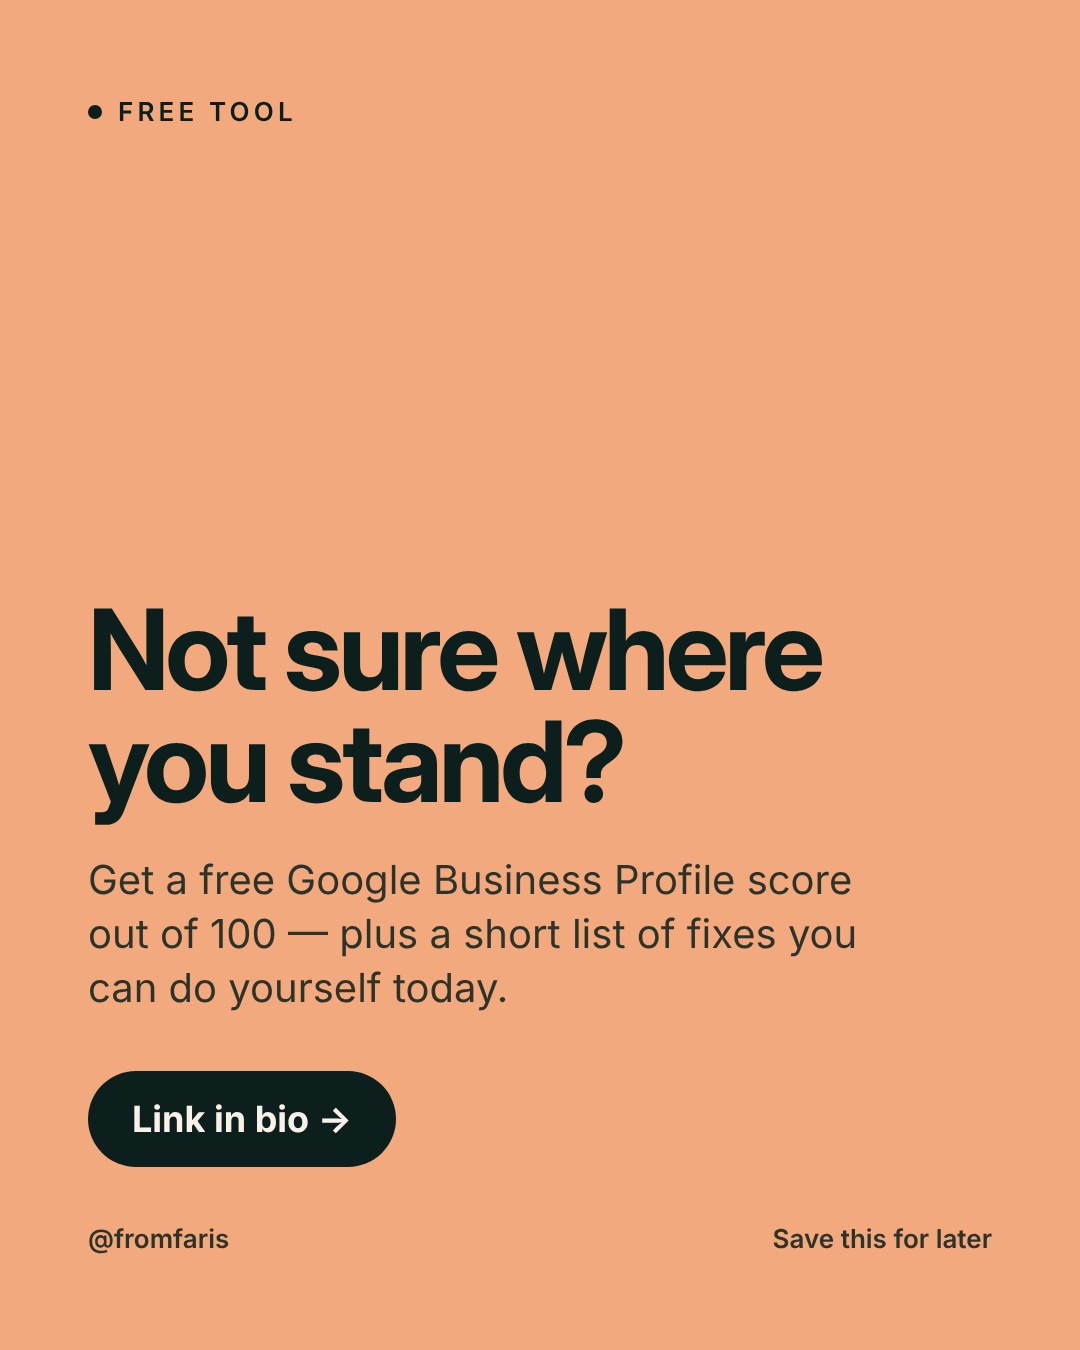 FREE TOOL
Not sure where
you stand?
Get a free Google Business Profile score
out of 100 — plus a short list of fixes you
can do yourself today.
Link in bio →
@fromfaris
Save this for later